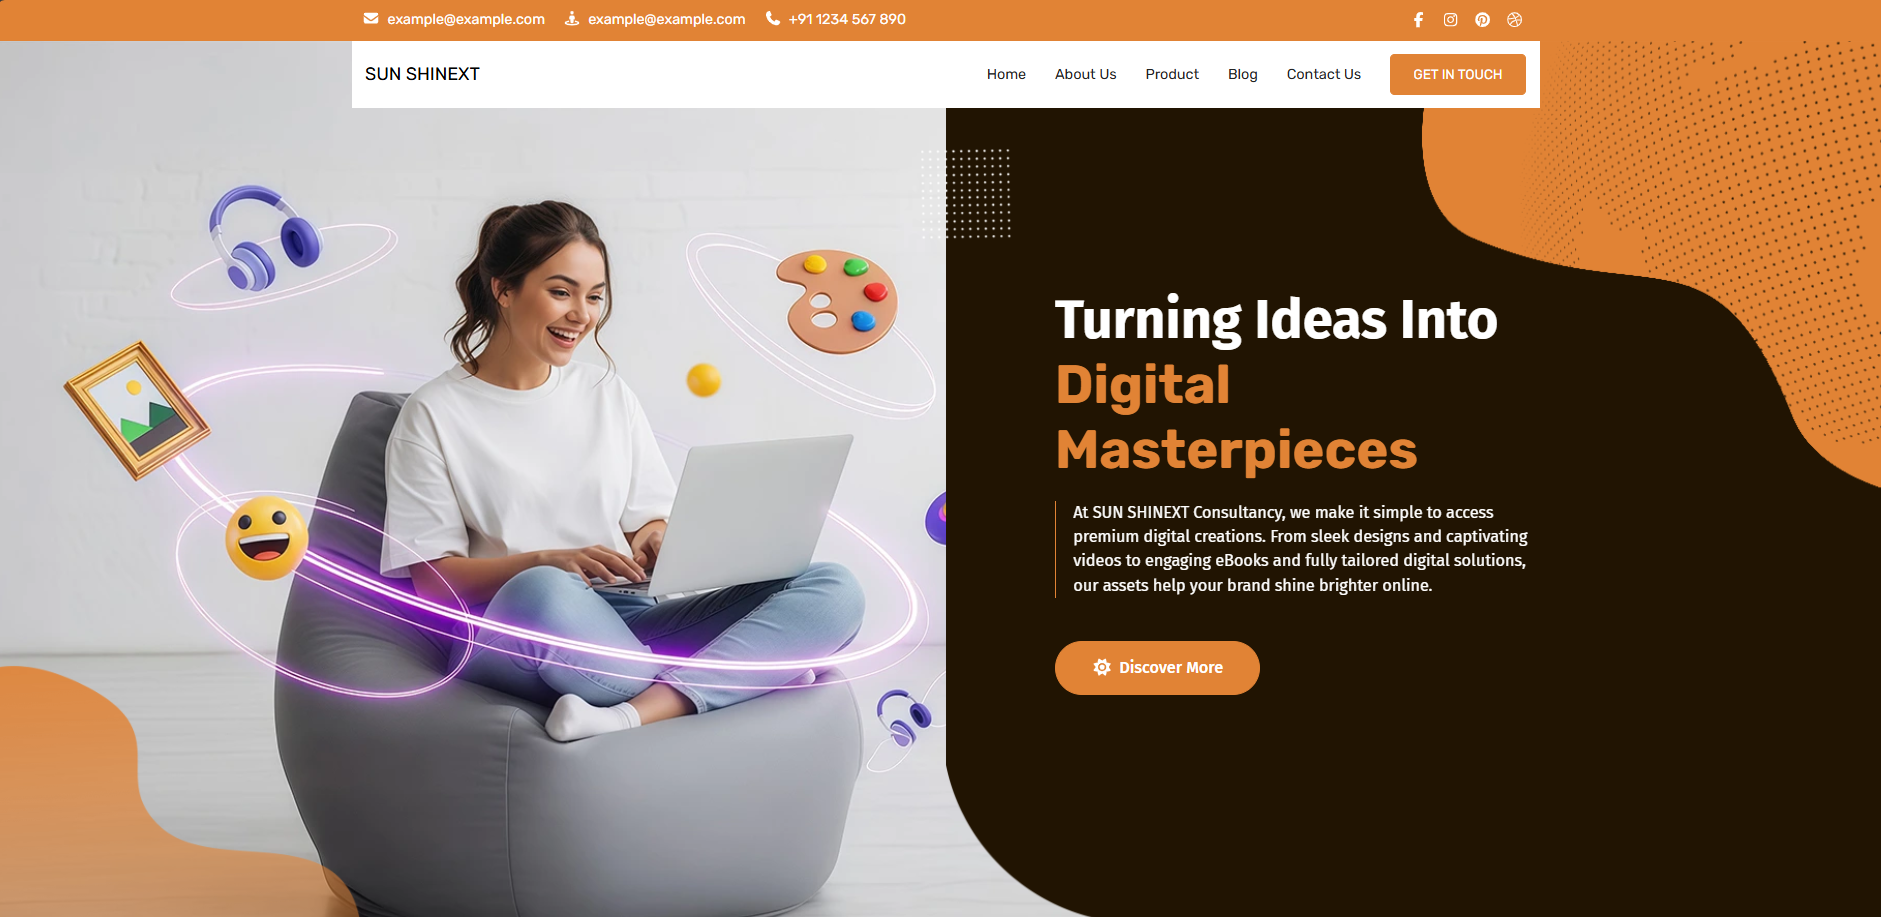 example@example.com example@example.com +91 1234 567 890
SUN SHINEXT Home About Us Product Blog Contact Us GET IN TOUCH
Turning Ideas Into
Digital
Masterpieces
At SUN SHINEXT Consultancy, we make it simple to access
premium digital creations. From sleek designs and captivating
videos to engaging eBooks and fully tailored digital solutions,
our assets help your brand shine brighter online.
Discover More